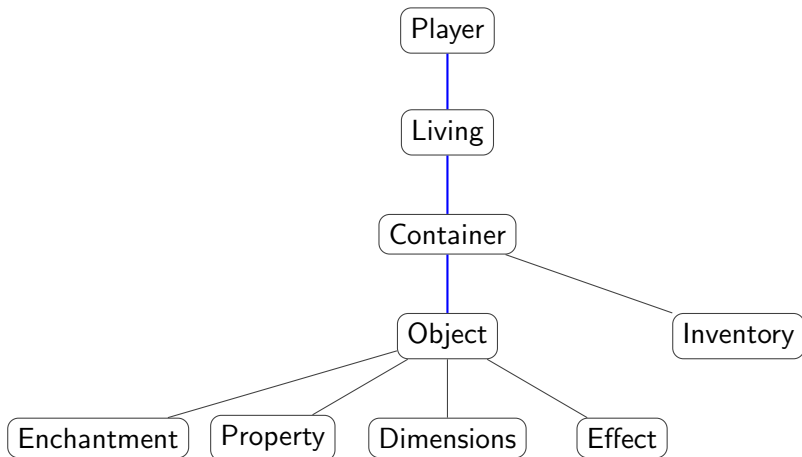 Player
Living
Container
Object
Inventory
Enchantment
Property
Dimensions
Effect